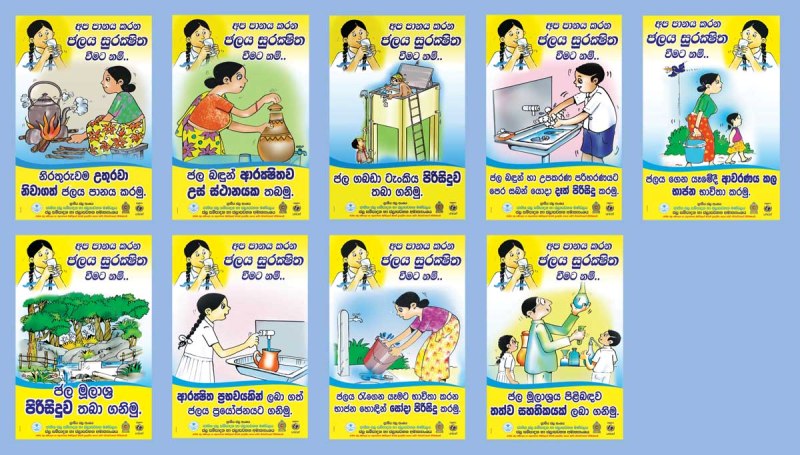 අප පානය කරන
ජලය සුරක්ෂිත
වීමට නම්..
නිරතුරුවම උතුරවා
නිවාගත් ජලය පානය කරමු.
අප පානය කරන
ජලය සුරක්ෂිත
වීමට නම්..
ජල බඳුන් ආරක්ෂිතව
උස් ස්ථානයක තබමු.
අප පානය කරන
ජලය සුරක්ෂිත
වීමට නම්..
ජල ගබඩා ටැංකිය පිරිසිදුව
තබා ගනිමු.
අප පානය කරන
ජලය සුරක්ෂිත
වීමට නම්..
ජල බඳුන් හා උපකරණ පරිහරණයට
පෙර සබන් යොදා දෑත් පිරිසිදු කරමු.
අප පානය කරන
ජලය සුරක්ෂිත
වීමට නම්..
ජලය ගෙන යෑමේදී ආවරණය කල
භාජන භාවිතා කරමු.
අප පානය කරන
ජලය සුරක්ෂිත
වීමට නම්..
ජල මූලාශ්‍ර
පිරිසිදුව තබා ගනිමු.
අප පානය කරන
ජලය සුරක්ෂිත
වීමට නම්..
ආරක්ෂිත ප්‍රභවයකින් ලබා ගත්
ජලය ප්‍රයෝජනයට ගනිමු.
අප පානය කරන
ජලය සුරක්ෂිත
වීමට නම්..
ජලය රැගෙන යෑමට භාවිතා කරන
භාජන හොඳින් සෝදා පිරිසිදු කරමු.
අප පානය කරන
ජලය සුරක්ෂිත
වීමට නම්..
ජල මූලාශ්‍රය පිළිබඳව
තත්ව සහතිකයක් ලබා ගනිමු.